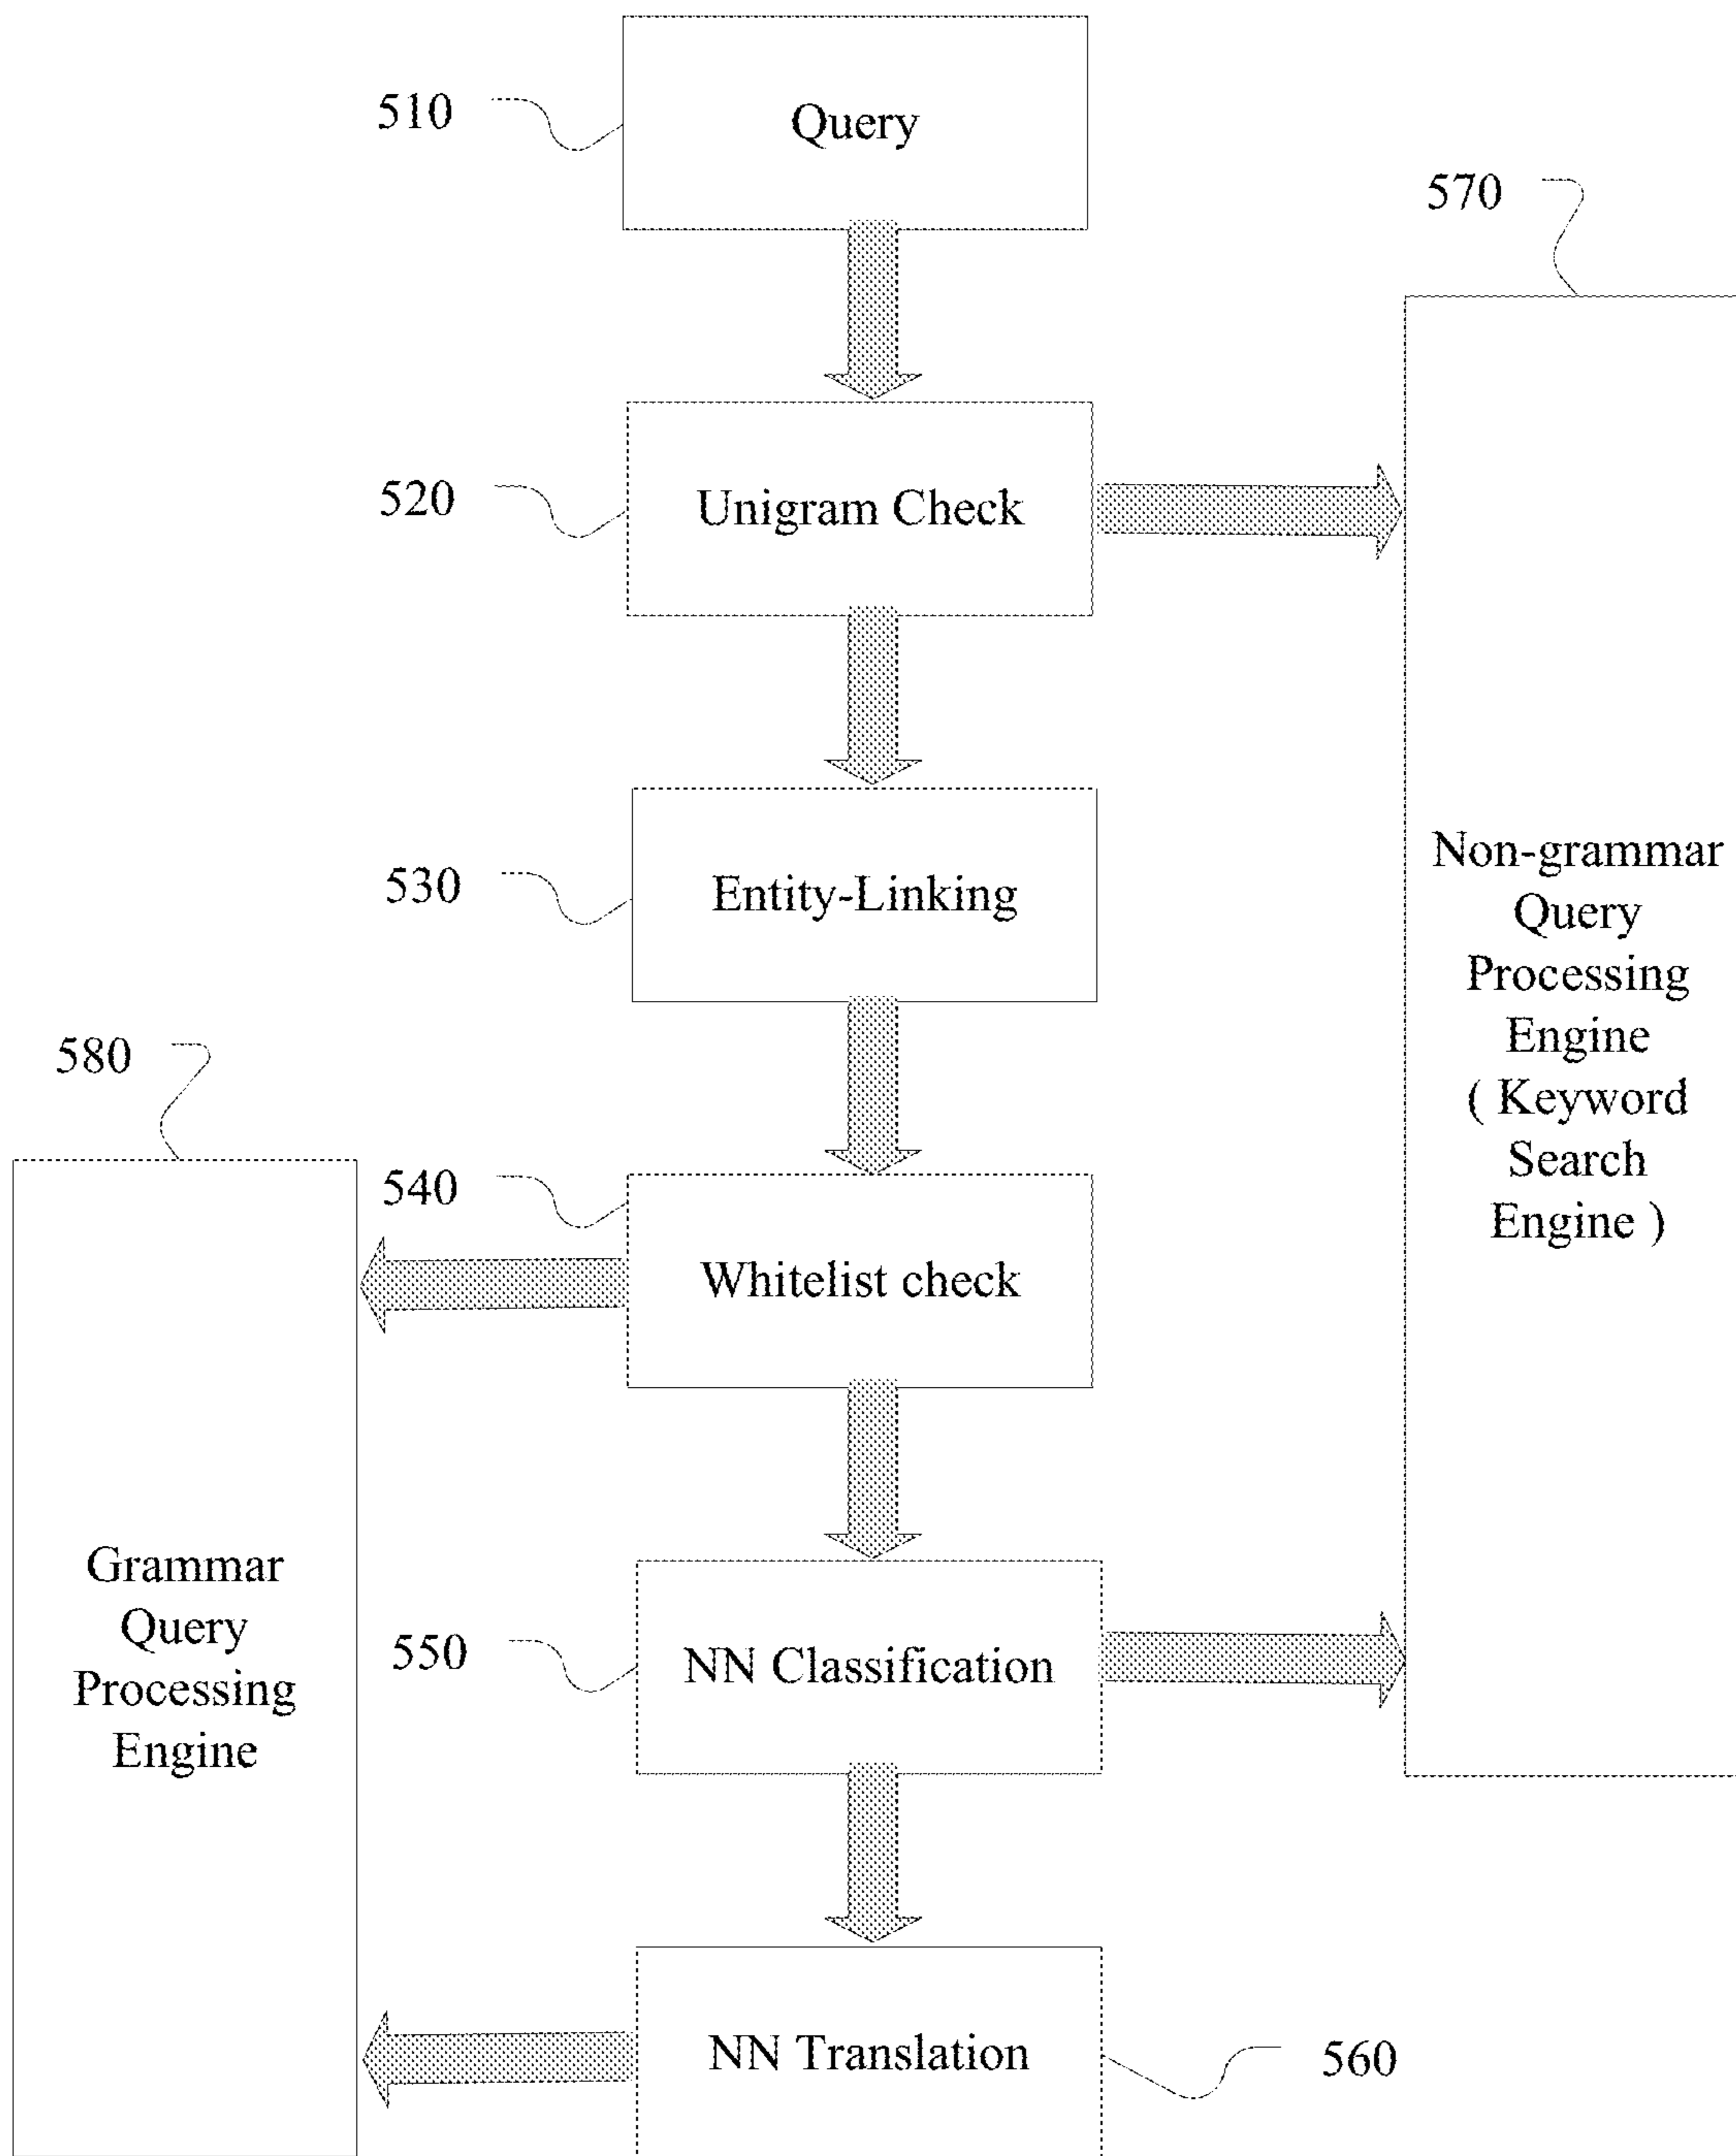 510
Query
570
520
Unigram Check
530
Entity-Linking
Non-grammar
Query
Processing
Engine
( Keyword
Search
Engine )
580
540
Whitelist check
Grammar
Query
Processing
Engine
550
NN Classification
NN Translation
560